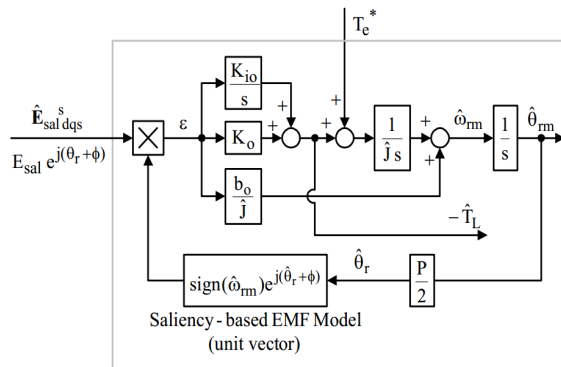 T_e^*
Ê_sal dqs^s
E_sal e^j(θ_r+ϕ)
ε
K_io
s
K_o
b_o
Ĵ
+
+
+
+
1
Ĵ s
+
+
ω̂_rm
1
s
θ̂_rm
− T̂_L
sign(ω̂_rm)e^j(θ̂_r+ϕ)
θ̂_r
P
2
Saliency - based EMF Model
(unit vector)